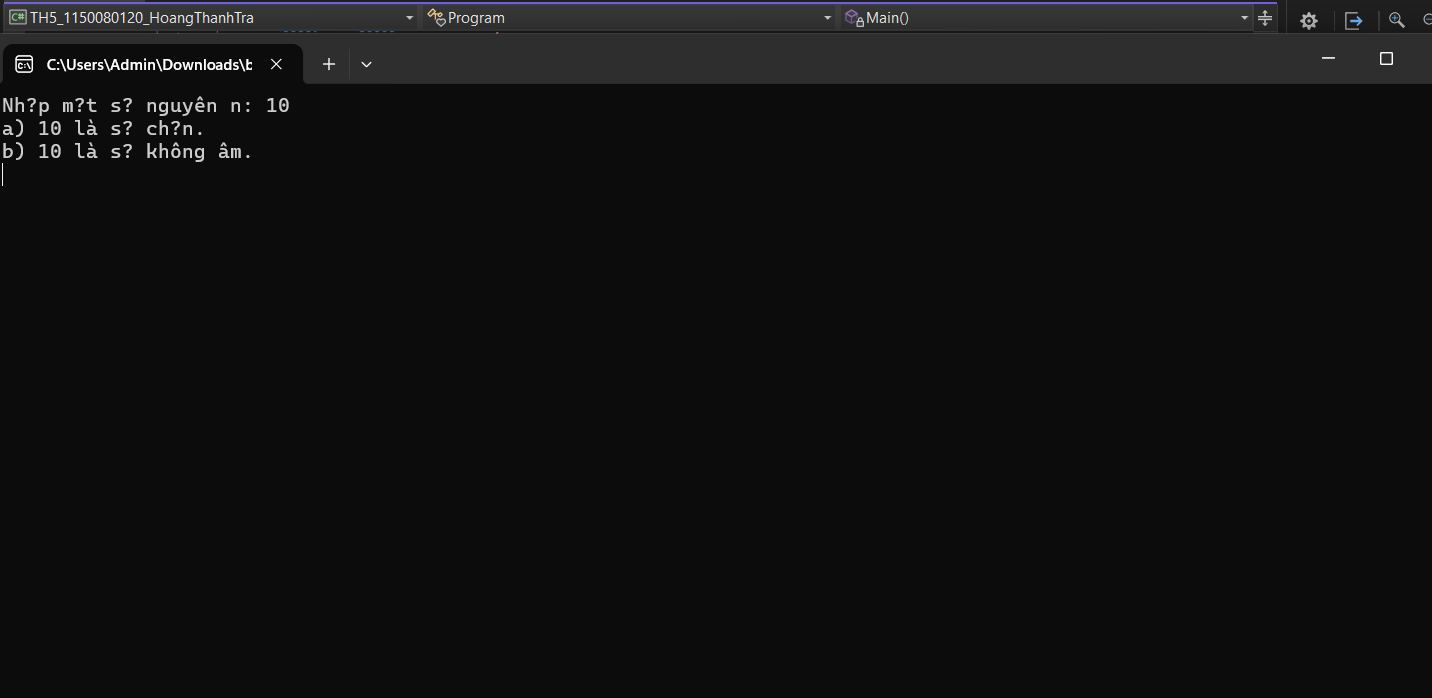 C# TH5_1150080120_HoangThanhTra Program Main()
C:\Users\Admin\Downloads\b
Nh?p m?t s? nguyên n: 10
a) 10 là s? ch?n.
b) 10 là s? không âm.